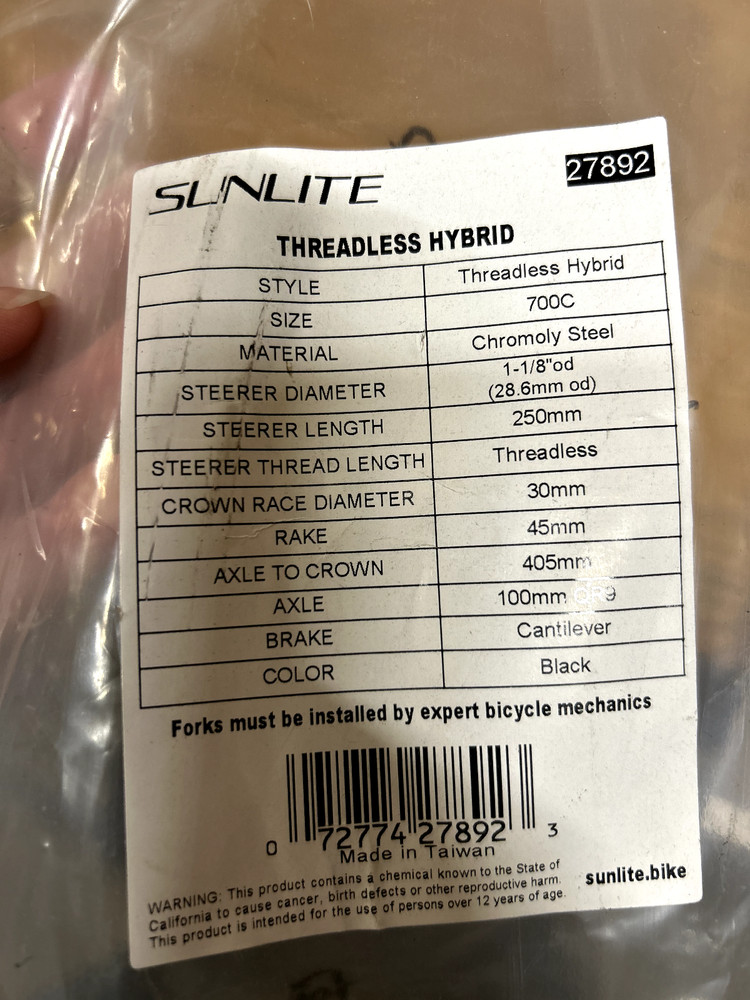 SUNLITE
27892
THREADLESS HYBRID
STYLE Threadless Hybrid
SIZE 700C
MATERIAL Chromoly Steel
STEERER DIAMETER 1-1/8"od
(28.6mm od)
STEERER LENGTH 250mm
STEERER THREAD LENGTH Threadless
CROWN RACE DIAMETER 30mm
RAKE 45mm
AXLE TO CROWN 405mm
AXLE 100mm QR9
BRAKE Cantilever
COLOR Black
Forks must be installed by expert bicycle mechanics
0 72774 27892 3
Made in Taiwan
WARNING: This product contains a chemical known to the State of
California to cause cancer, birth defects or other reproductive harm.
This product is intended for the use of persons over 12 years of age.
sunlite.bike